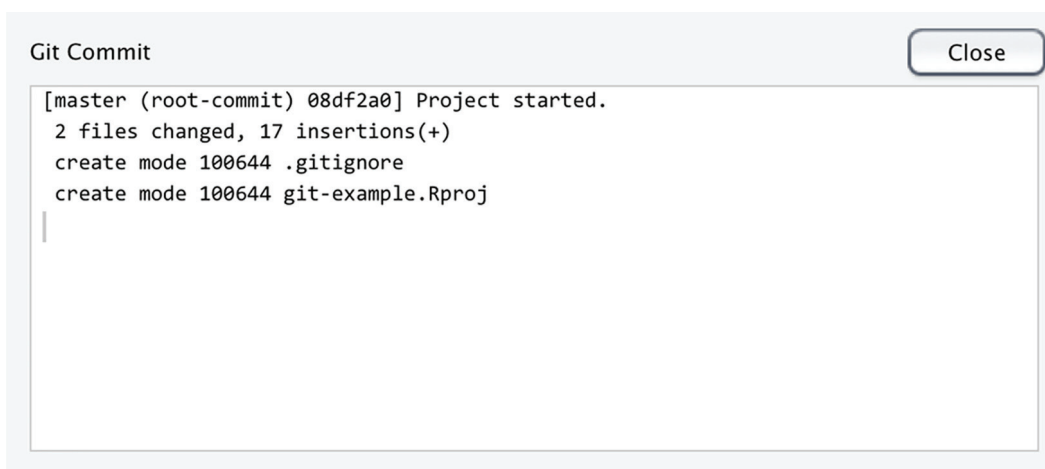 Git Commit
Close
[master (root-commit) 08df2a0] Project started.
2 files changed, 17 insertions(+)
create mode 100644 .gitignore
create mode 100644 git-example.Rproj